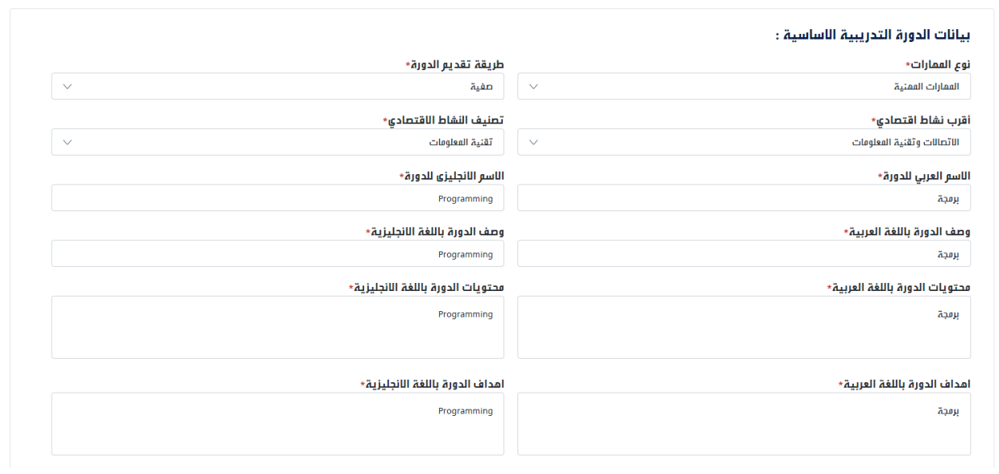 بيانات الدورة التدريبية الاساسية :
نوع المهارات*
طريقة تقديم الدورة*
المهارات المهنية
صفية
أقرب نشاط اقتصادي*
تصنيف النشاط الاقتصادي*
الاتصالات وتقنية المعلومات
تقنية المعلومات
الاسم العربي للدورة*
الاسم الانجليزي للدورة*
برمجة
Programming
وصف الدورة باللغة العربية*
وصف الدورة باللغة الانجليزية*
برمجة
Programming
محتويات الدورة باللغة العربية*
محتويات الدورة باللغة الانجليزية*
برمجة
Programming
اهداف الدورة باللغة العربية*
اهداف الدورة باللغة الانجليزية*
برمجة
Programming